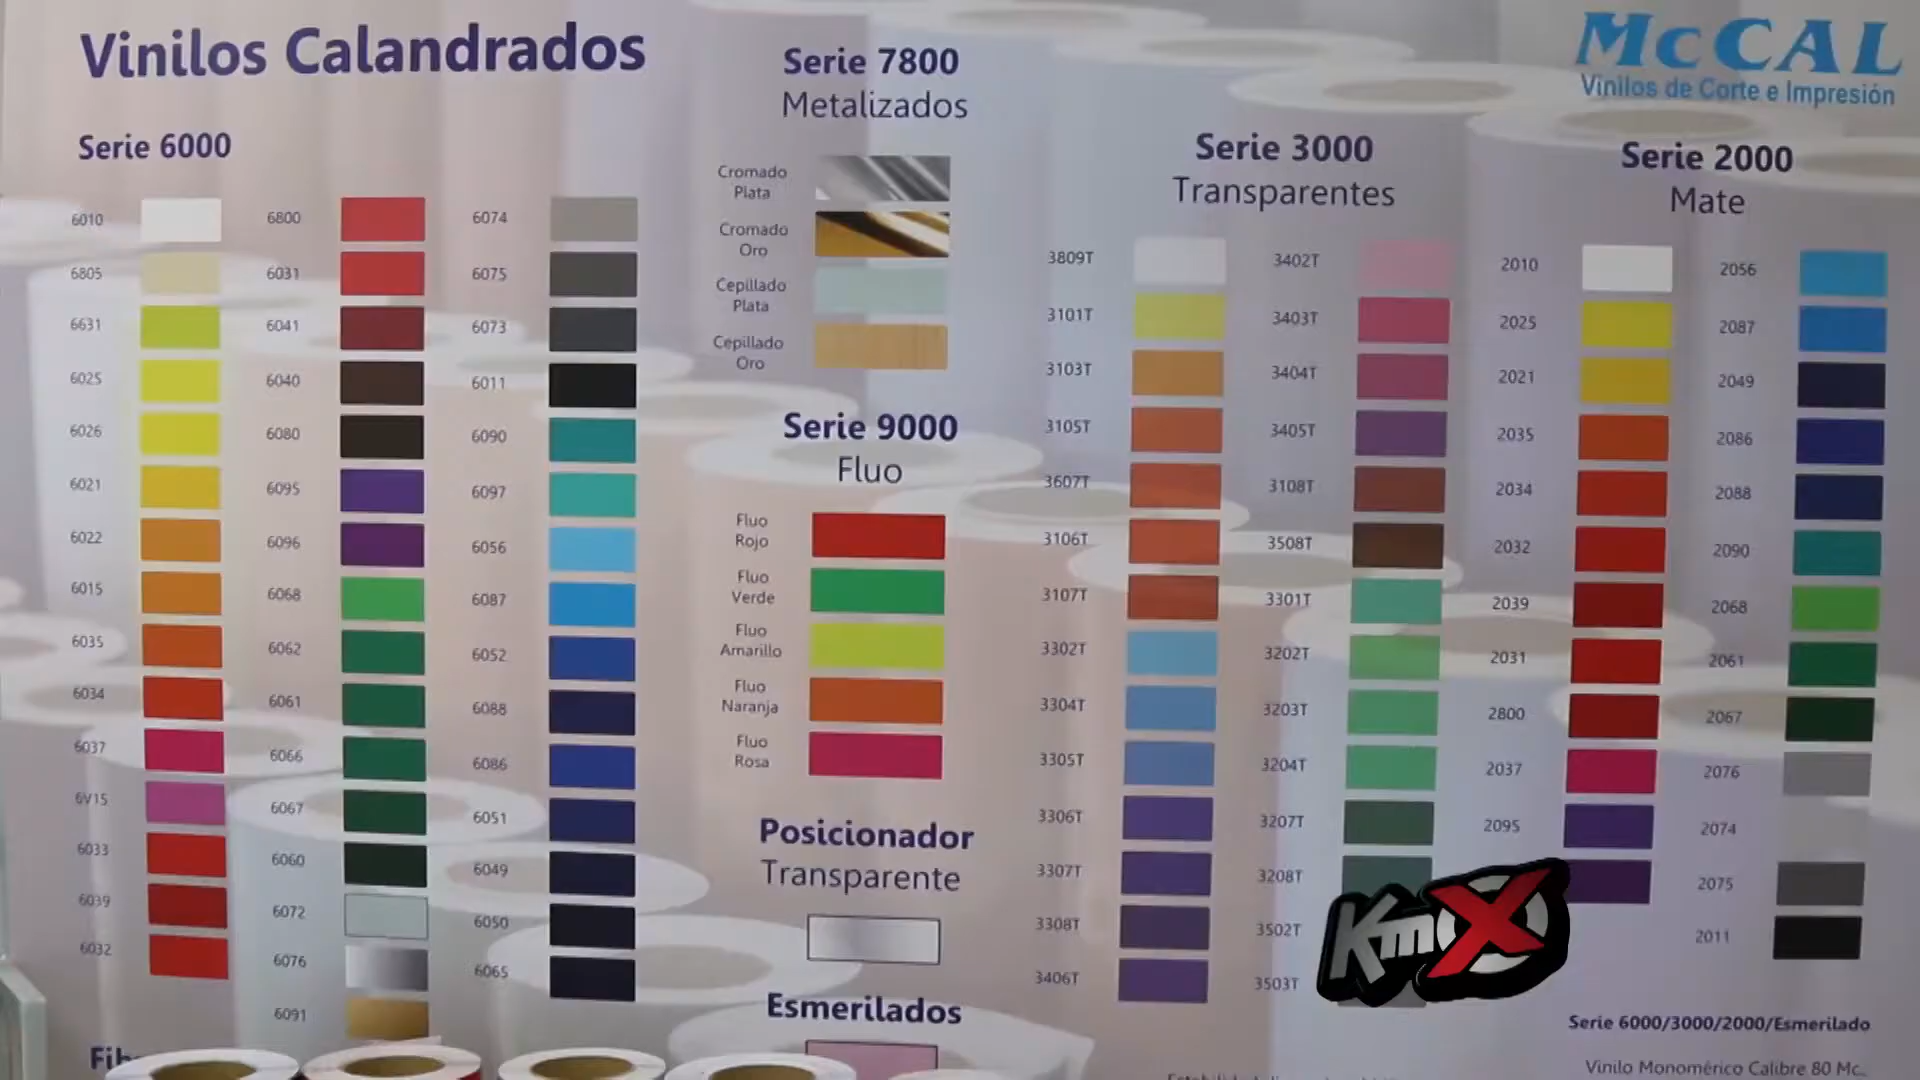 Vinilos Calandrados
McCAL
Vinilos de Corte e Impresión
Serie 6000
6010
6805
6631
6025
6026
6021
6022
6015
6035
6034
6037
6V15
6033
6039
6032
6800
6031
6041
6040
6080
6095
6096
6068
6062
6061
6066
6067
6060
6072
6076
6091
6074
6075
6073
6011
6090
6097
6056
6087
6052
6088
6086
6051
6049
6050
6065
Serie 7800
Metalizados
Cromado
Plata
Cromado
Oro
Cepillado
Plata
Cepillado
Oro
Serie 9000
Fluo
Fluo
Rojo
Fluo
Verde
Fluo
Amarillo
Fluo
Naranja
Fluo
Rosa
Posicionador
Transparente
Esmerilados
Serie 3000
Transparentes
3809T
3101T
3103T
3105T
3607T
3106T
3107T
3302T
3304T
3305T
3306T
3307T
3308T
3406T
3402T
3403T
3404T
3405T
3108T
3508T
3301T
3202T
3203T
3204T
3207T
3208T
3502T
3503T
Serie 2000
Mate
2010
2025
2021
2035
2034
2032
2039
2031
2800
2037
2095
2056
2087
2049
2086
2088
2090
2068
2061
2067
2076
2074
2075
2011
KmX
Serie 6000/3000/2000/Esmerilado
Vinilo Monomérico Calibre 80 Mc.